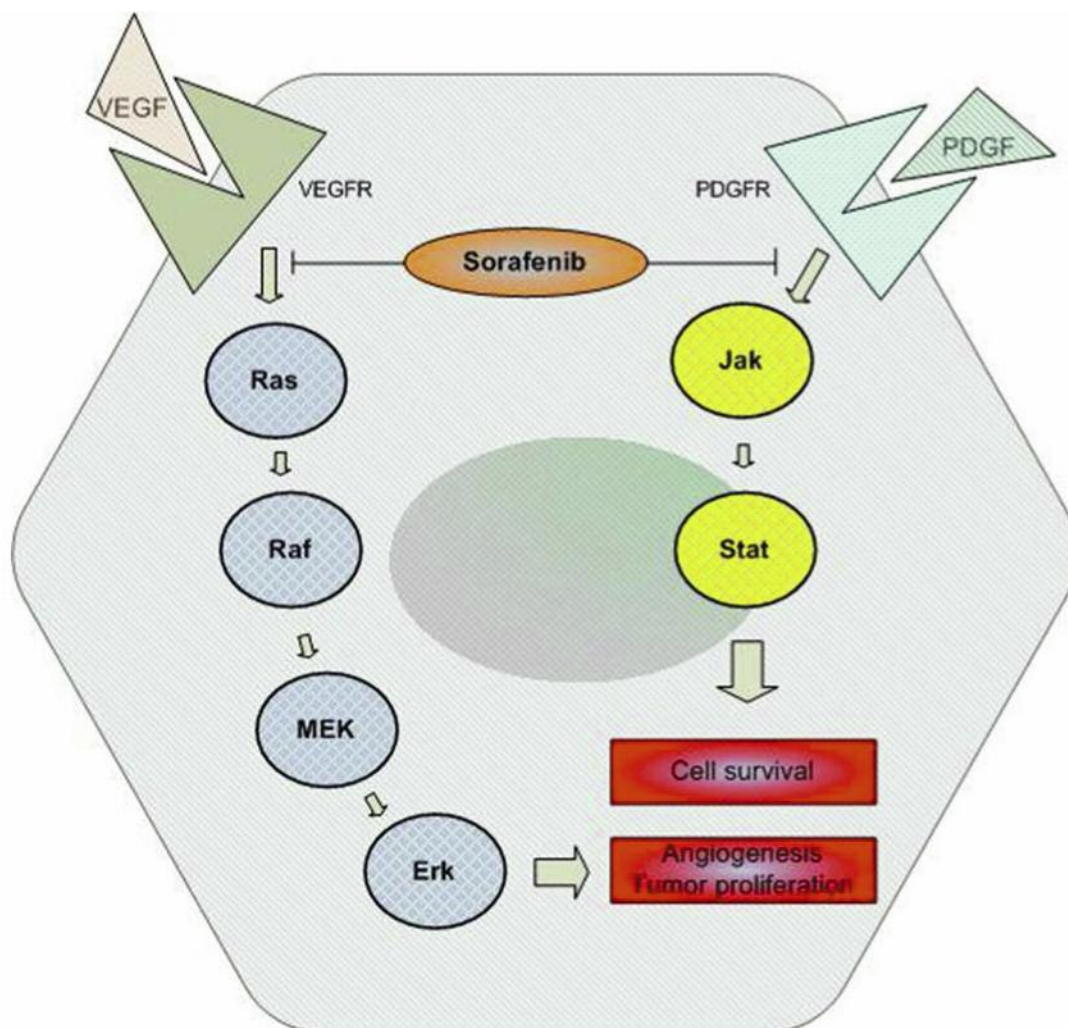 VEGF
PDGF
VEGFR
PDGFR
Sorafenib
Ras
Jak
Raf
Stat
MEK
Cell survival
Erk
Angiogenesis
Tumor proliferation